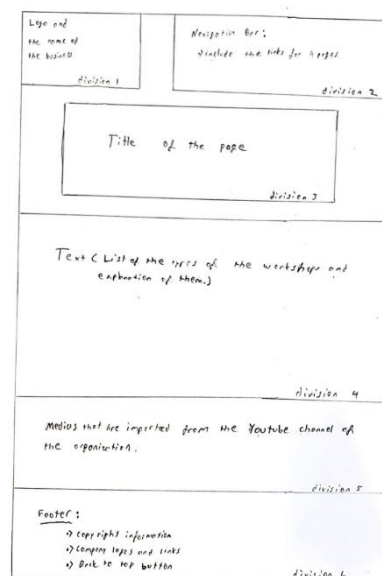 Logo and
the name of
the business
division 1
Navigation Bar:
include the links for 4 pages
division 2
Title of the page
division 3
Text (List of the types of the workshops and
explanation of them.)
division 4
Medias that are imported from the Youtube channel of
the organisation.
division 5
Footer:
•) copyrights information
•) Company logos and links
•) Back to top button
division 6